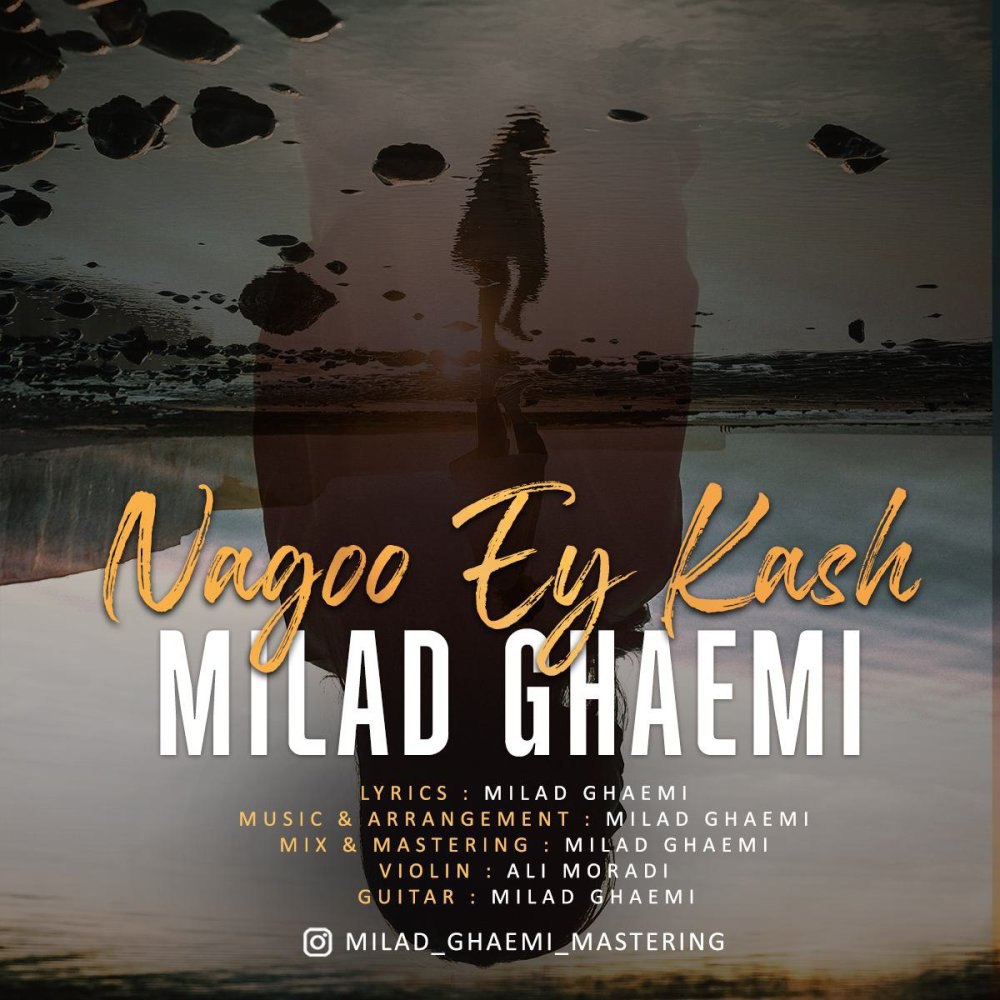 Nagoo Ey Kash
MILAD GHAEMI
LYRICS : MILAD GHAEMI
MUSIC & ARRANGEMENT : MILAD GHAEMI
MIX & MASTERING : MILAD GHAEMI
VIOLIN : ALI MORADI
GUITAR : MILAD GHAEMI
MILAD_GHAEMI_MASTERING